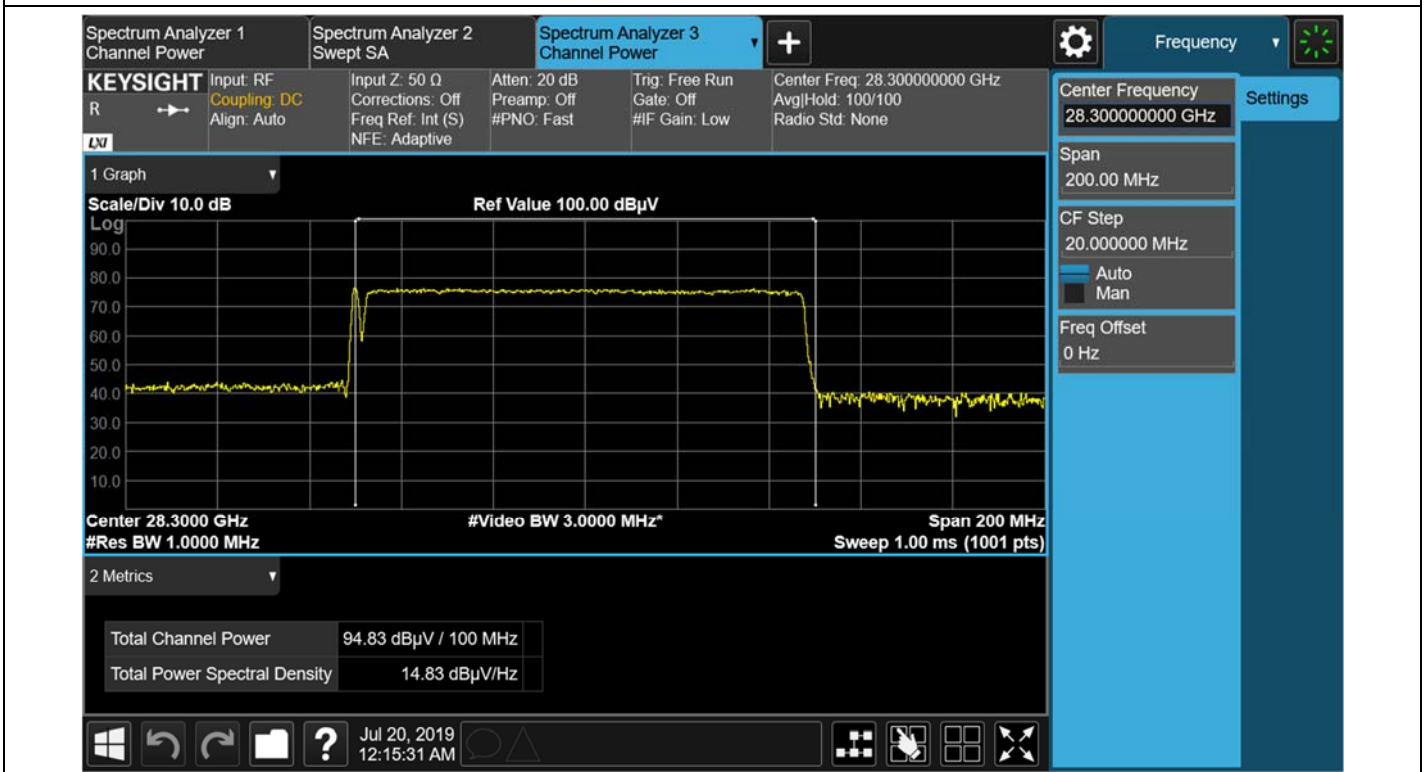 Spectrum Analyzer 1
Channel Power
Spectrum Analyzer 2
Swept SA
Spectrum Analyzer 3
Channel Power
Frequency
KEYSIGHT
R
LXI
Input: RF
Coupling: DC
Align: Auto
Input Z: 50 Ω
Corrections: Off
Freq Ref: Int (S)
NFE: Adaptive
Atten: 20 dB
Preamp: Off
#PNO: Fast
Trig: Free Run
Gate: Off
#IF Gain: Low
Center Freq: 28.300000000 GHz
Avg|Hold: 100/100
Radio Std: None
Center Frequency
28.300000000 GHz
Settings
Span
200.00 MHz
CF Step
20.000000 MHz
Auto
Man
Freq Offset
0 Hz
1 Graph
Scale/Div 10.0 dB
Ref Value 100.00 dBµV
Log
90.0
80.0
70.0
60.0
50.0
40.0
30.0
20.0
10.0
Center 28.3000 GHz
#Video BW 3.0000 MHz*
Span 200 MHz
#Res BW 1.0000 MHz
Sweep 1.00 ms (1001 pts)
2 Metrics
Total Channel Power 94.83 dBµV / 100 MHz
Total Power Spectral Density 14.83 dBµV/Hz
?
Jul 20, 2019
12:15:31 AM